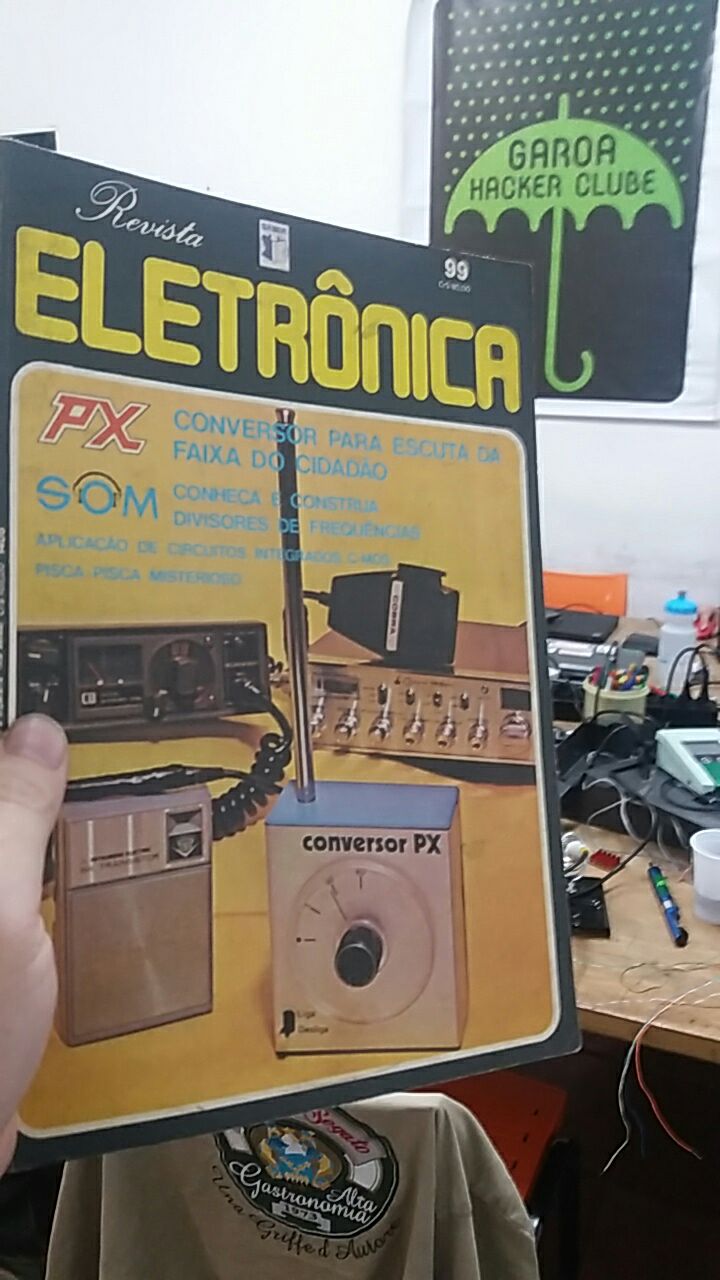 GAROA
HACKER CLUBE
Revista
ELETRÔNICA
99
PX
CONVERSOR PARA ESCUTA DA
FAIXA DO CIDADÃO
SOM
CONHEÇA E CONSTRUA
DIVISORES DE FREQUÊNCIAS
APLICAÇÃO DE CIRCUITOS INTEGRADOS C-MOS
PISCA PISCA MISTERIOSO
COBRA
conversor PX
Liga
Desliga
Segato
Alta
Gastronomia
1973
Una Griffe d'Autore